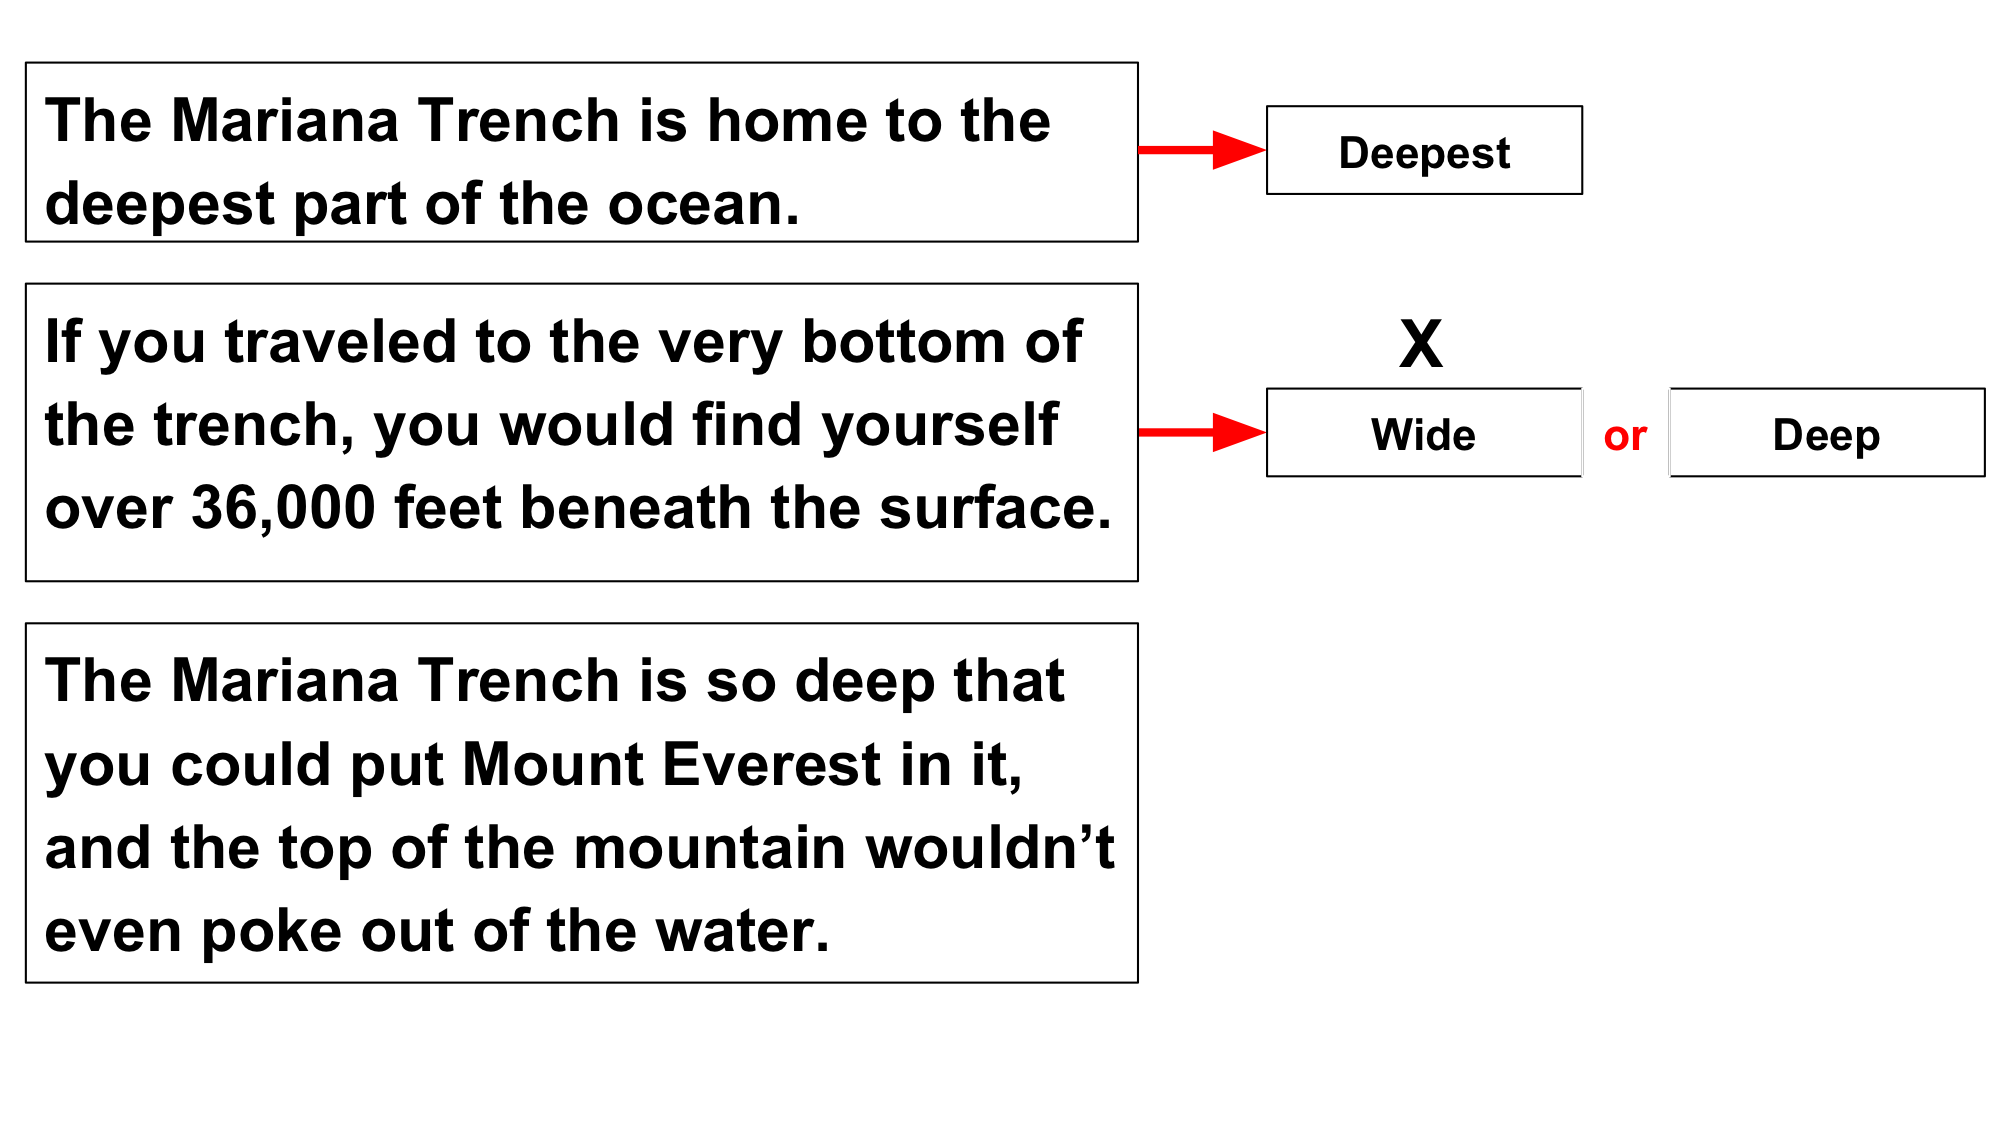 The Mariana Trench is home to the
deepest part of the ocean.
Deepest
If you traveled to the very bottom of
the trench, you would find yourself
over 36,000 feet beneath the surface.
X
Wide or Deep
The Mariana Trench is so deep that
you could put Mount Everest in it,
and the top of the mountain wouldn’t
even poke out of the water.